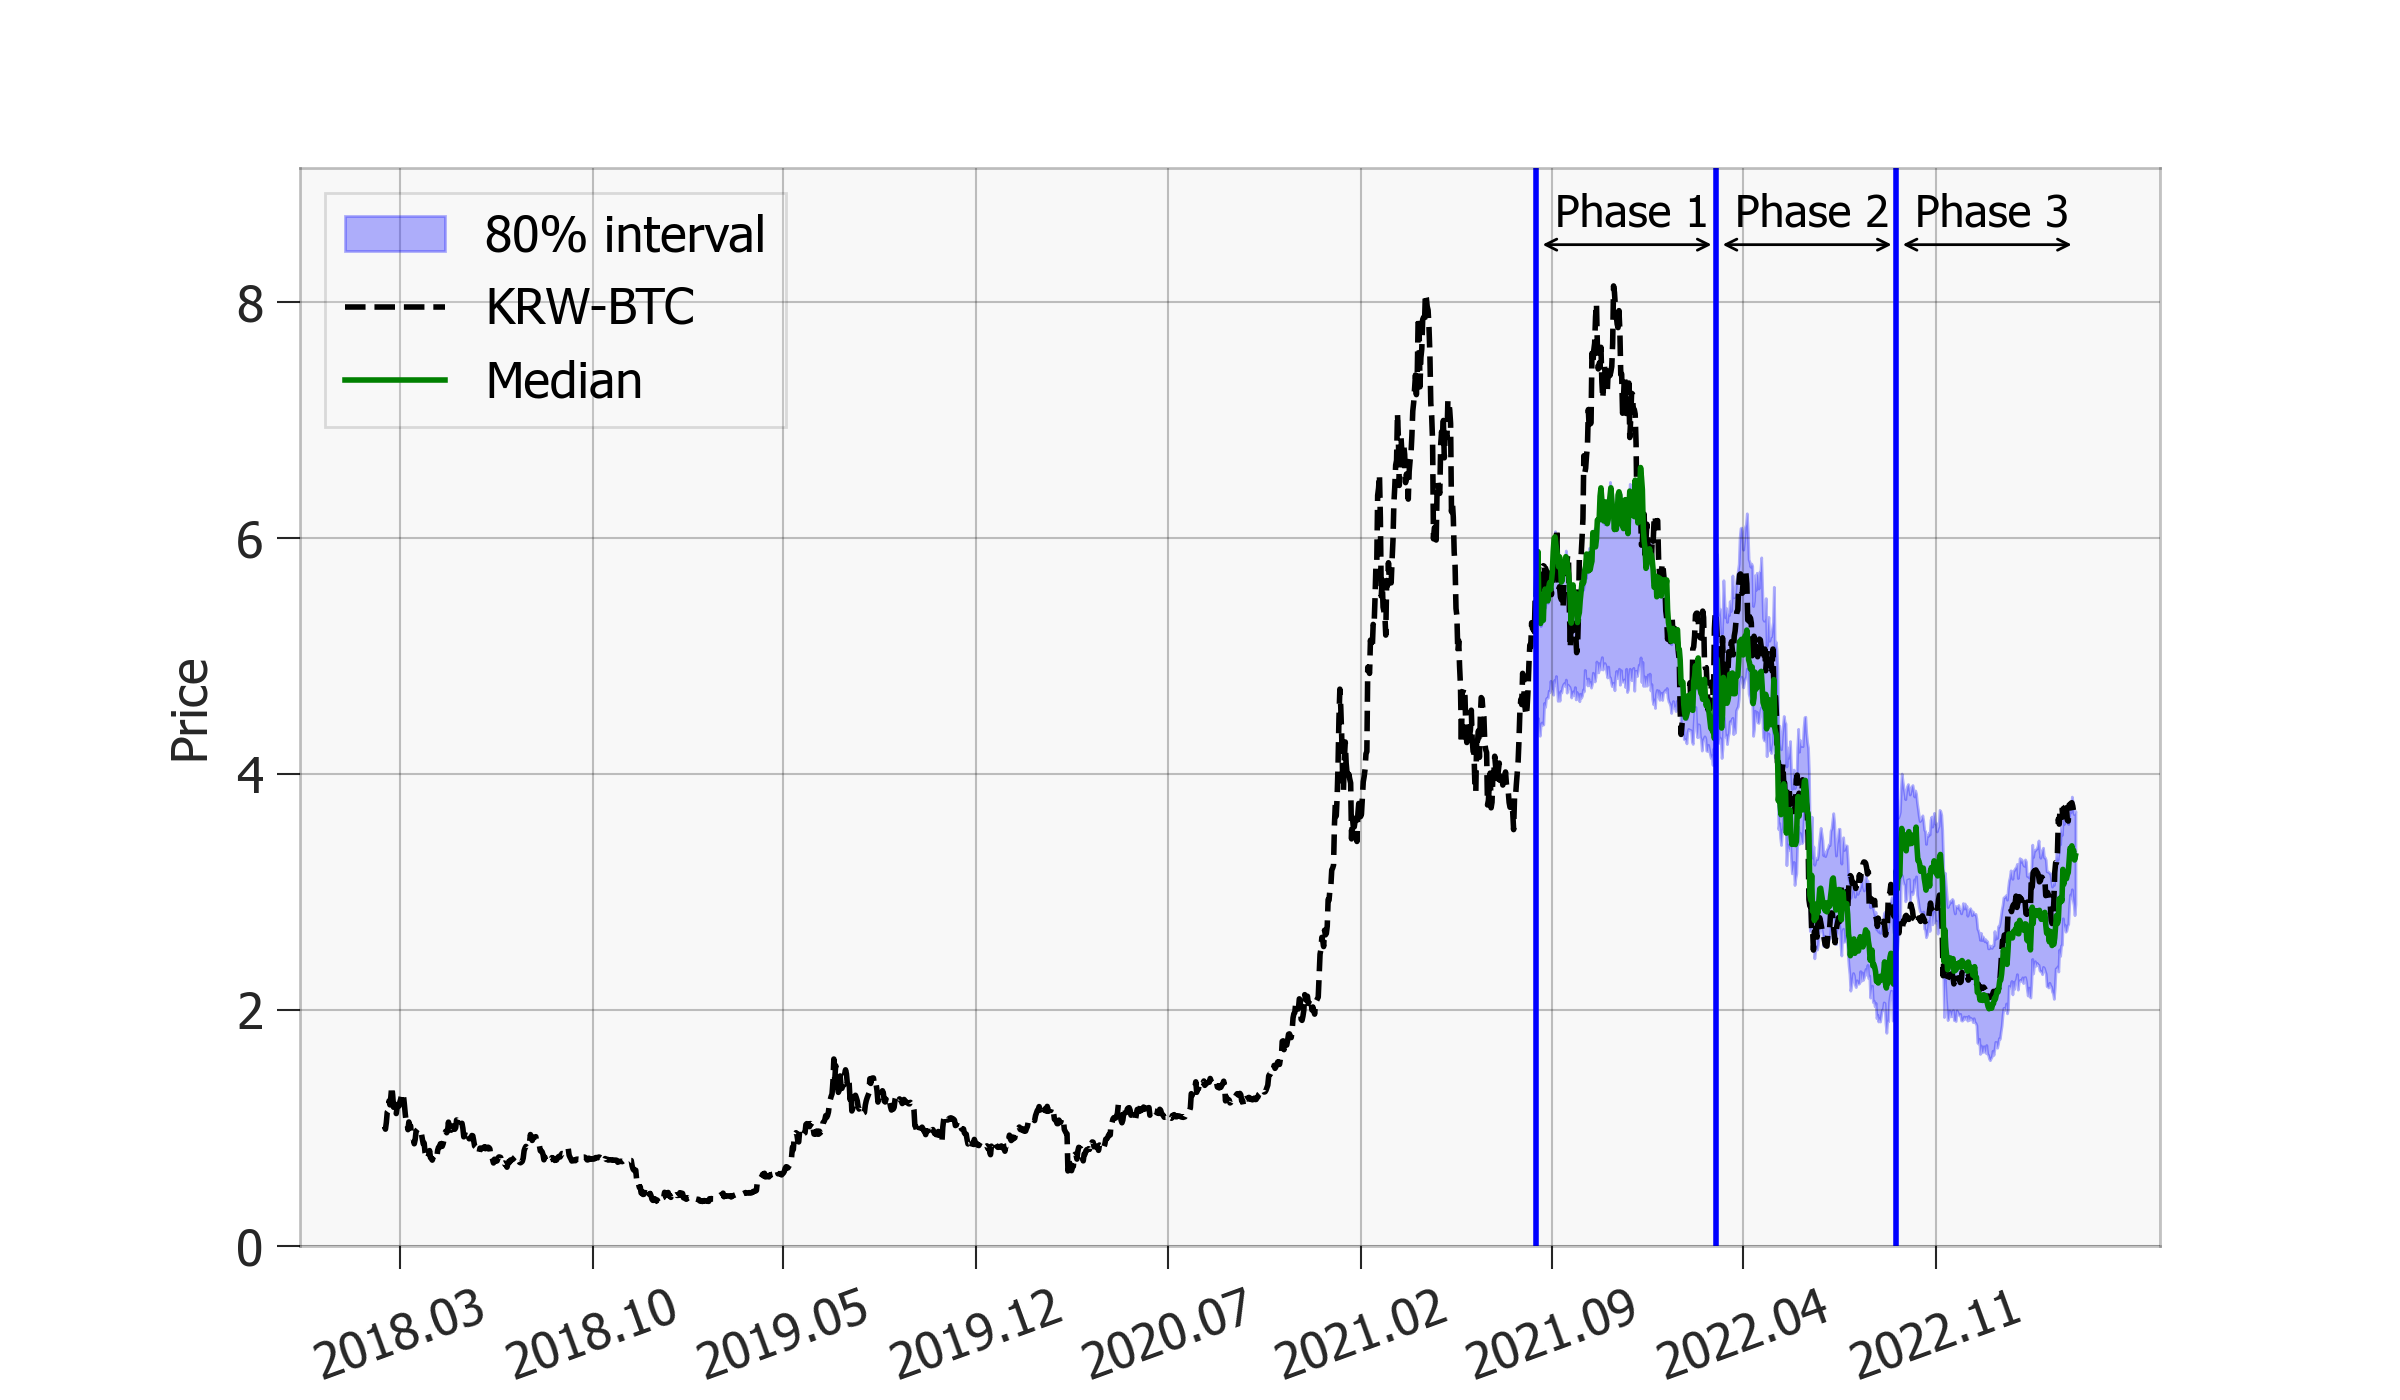 80% interval
KRW-BTC
Median
Phase 1
Phase 2
Phase 3
Price
8
6
4
2
0
2018.03
2018.10
2019.05
2019.12
2020.07
2021.02
2021.09
2022.04
2022.11